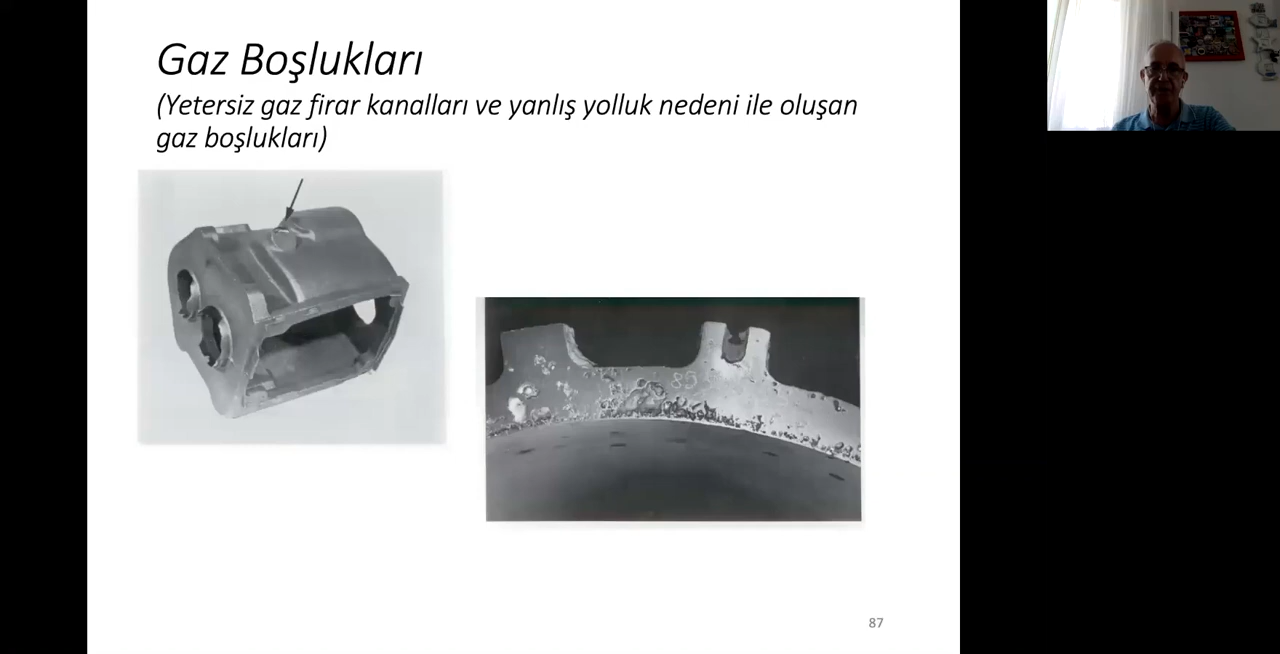 Gaz Boşlukları
(Yetersiz gaz firar kanalları ve yanlış yolluk nedeni ile oluşan
gaz boşlukları)
87